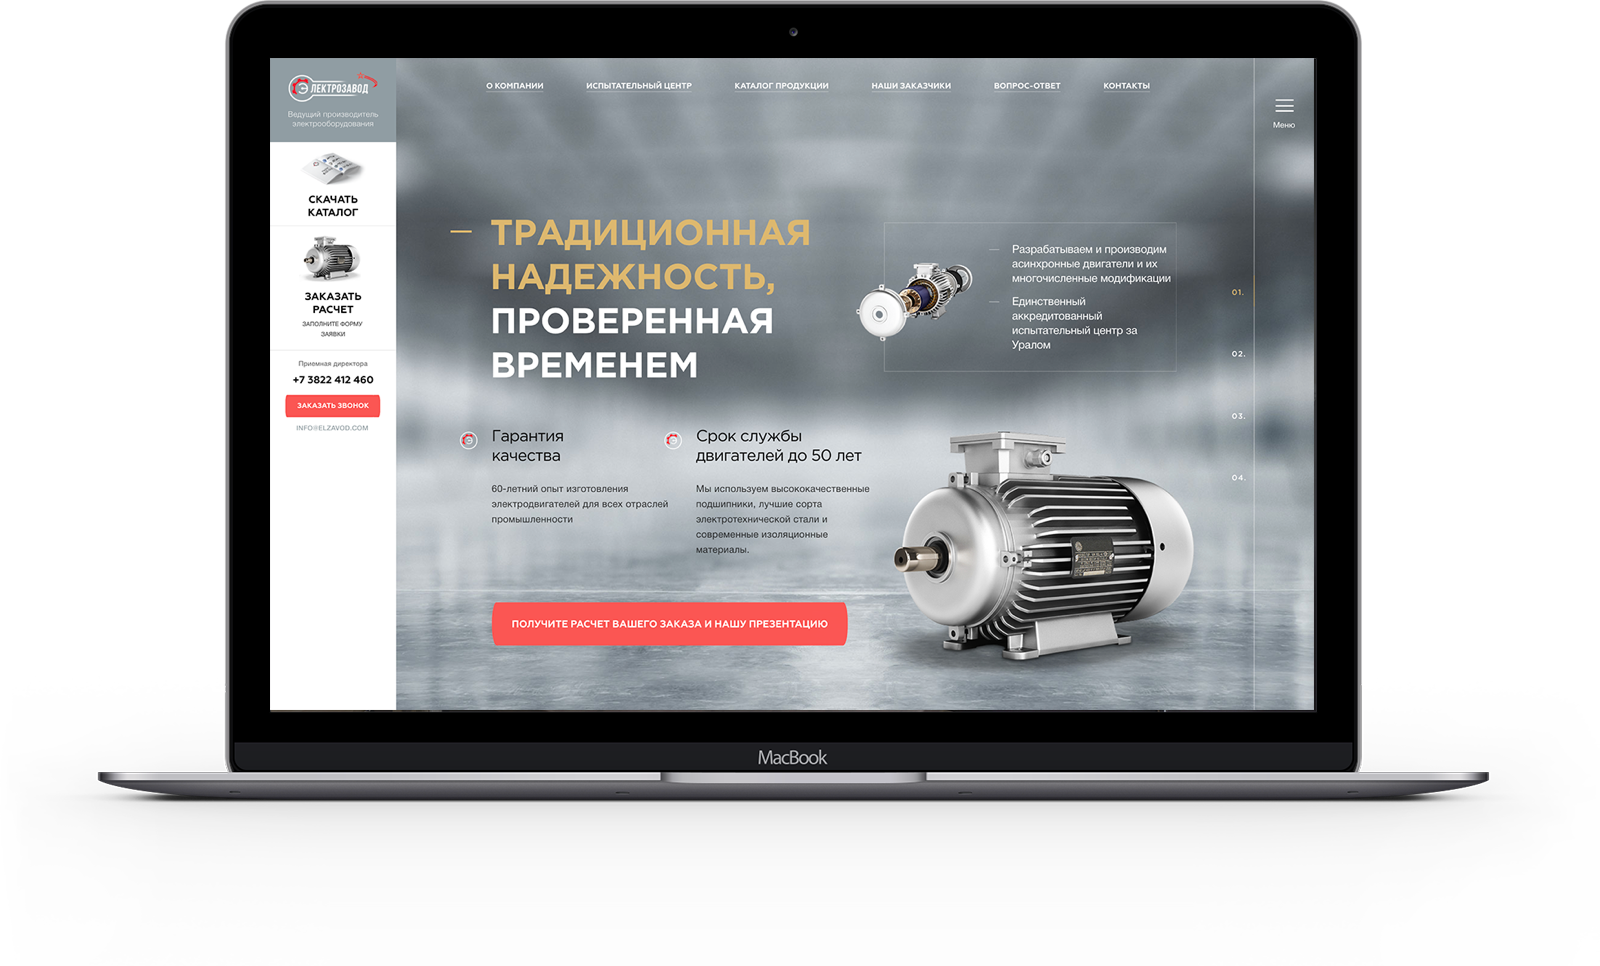 ЭЛЕКТРОЗАВОД
Ведущий производитель
электрооборудования
СКАЧАТЬ
КАТАЛОГ
ЗАКАЗАТЬ
РАСЧЕТ
ЗАПОЛНИТЕ ФОРМУ
ЗАЯВКИ
Приемная директора
+7 3822 412 460
ЗАКАЗАТЬ ЗВОНОК
INFO@ELZAVOD.COM
О КОМПАНИИ
ИСПЫТАТЕЛЬНЫЙ ЦЕНТР
КАТАЛОГ ПРОДУКЦИИ
НАШИ ЗАКАЗЧИКИ
ВОПРОС-ОТВЕТ
КОНТАКТЫ
Меню
— ТРАДИЦИОННАЯ
НАДЕЖНОСТЬ,
ПРОВЕРЕННАЯ
ВРЕМЕНЕМ
— Разрабатываем и производим
асинхронные двигатели и их
многочисленные модификации
— Единственный
аккредитованный
испытательный центр за
Уралом
01.
02.
03.
04.
Гарантия
качества
60-летний опыт изготовления
электродвигателей для всех отраслей
промышленности
Срок службы
двигателей до 50 лет
Мы используем высококачественные
подшипники, лучшие сорта
электротехнической стали и
современные изоляционные
материалы.
ПОЛУЧИТЕ РАСЧЕТ ВАШЕГО ЗАКАЗА И НАШУ ПРЕЗЕНТАЦИЮ
MacBook